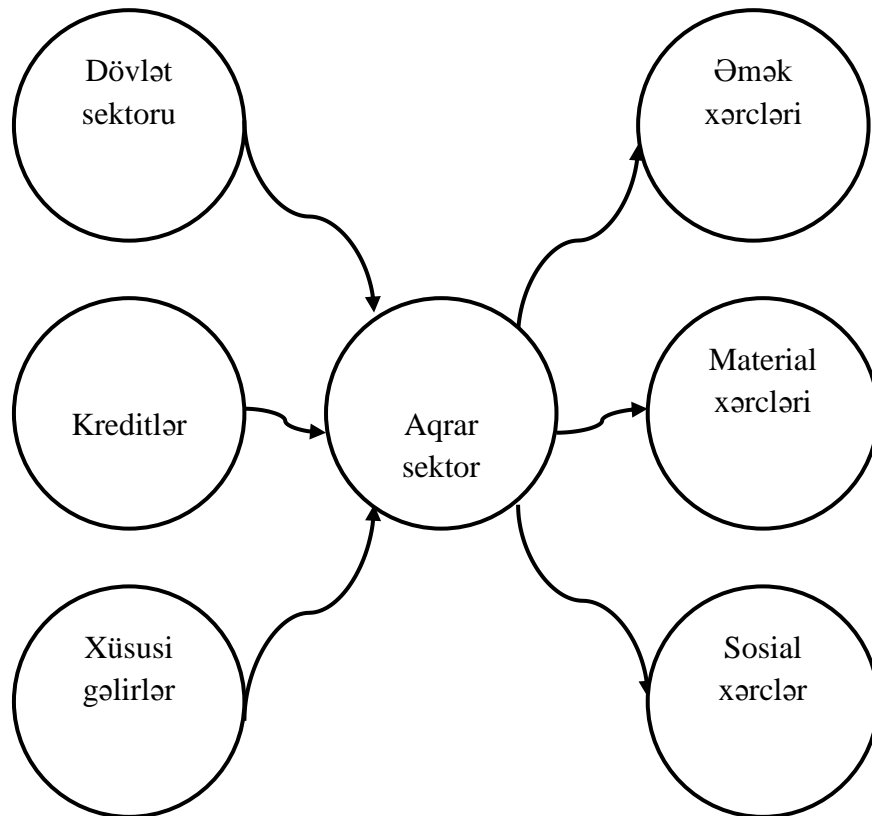 Dövlət
sektoru
Əmək
xərcləri
Kreditlər
Aqrar
sektor
Material
xərcləri
Xüsusi
gəlirlər
Sosial
xərclər